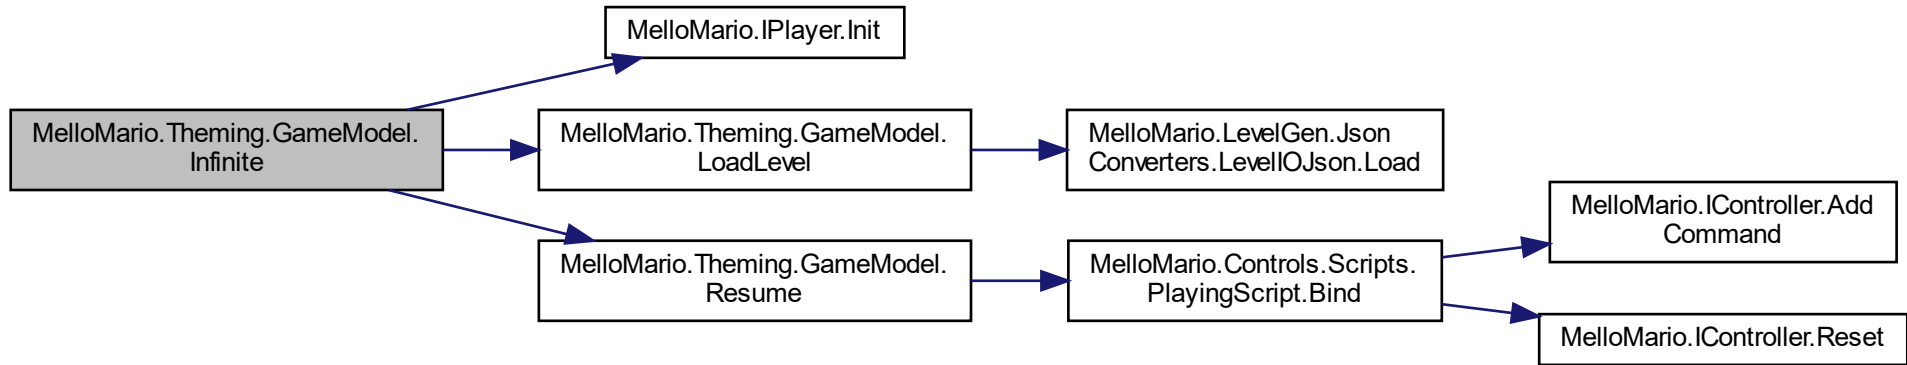 MelloMario.IPlayer.Init
MelloMario.Theming.GameModel.
Infinite
MelloMario.Theming.GameModel.
LoadLevel
MelloMario.LevelGen.Json
Converters.LevelIOJson.Load
MelloMario.Theming.GameModel.
Resume
MelloMario.Controls.Scripts.
PlayingScript.Bind
MelloMario.IController.Add
Command
MelloMario.IController.Reset